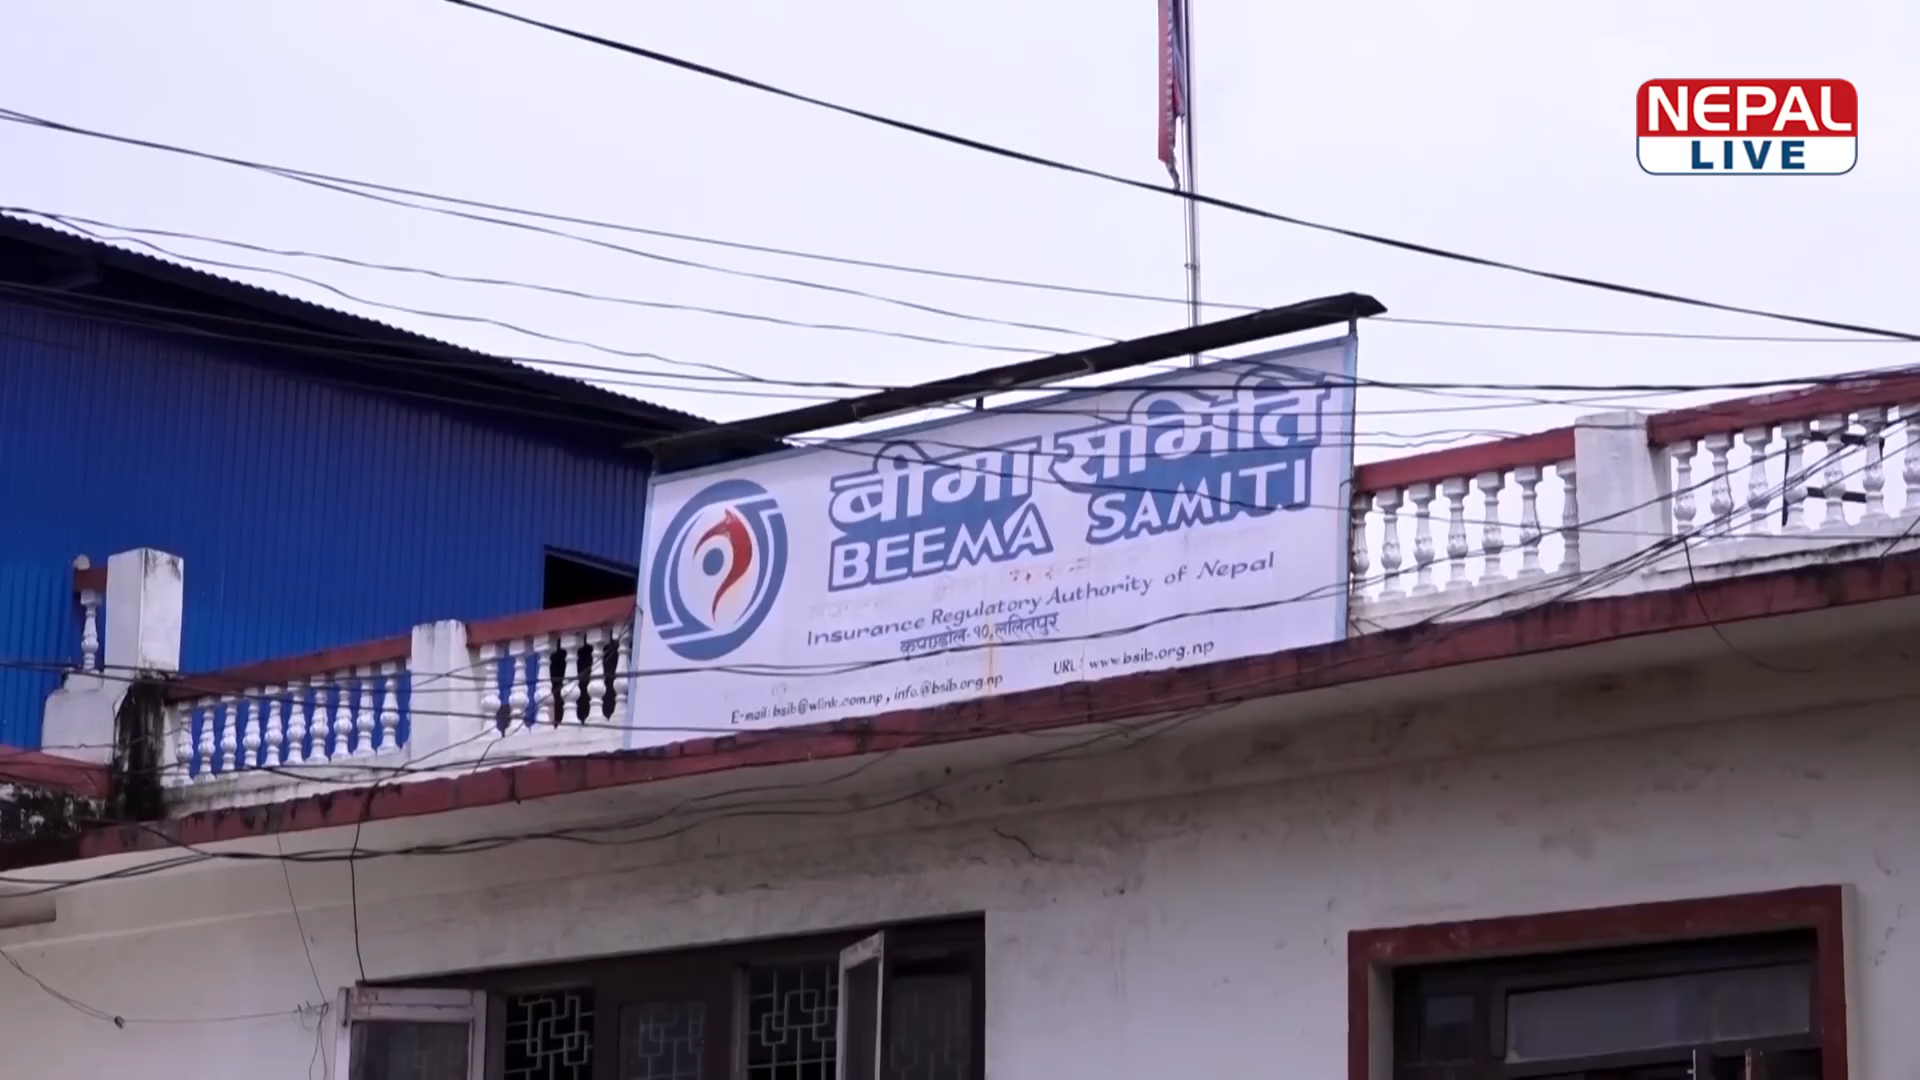 NEPAL
LIVE
बीमा समिति
BEEMA SAMITI
Insurance Regulatory Authority of Nepal
कुपण्डोल-१०,ललितपुर
E-mail: bsib@wlink.com.np, info@bsib.org.np URL: www.bsib.org.np